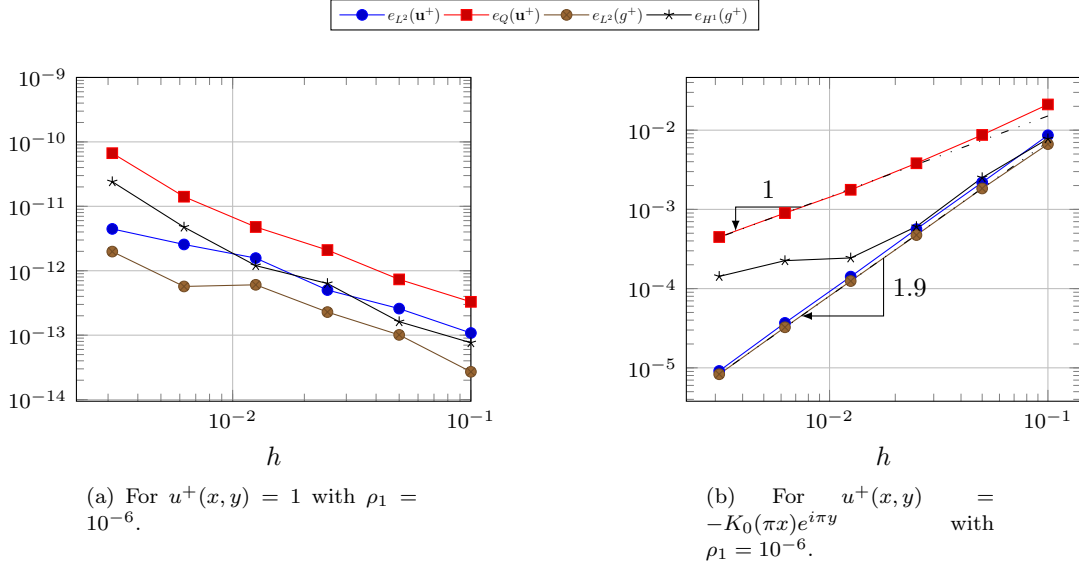 e_{L^2}(u^+) e_Q(u^+) e_{L^2}(g^+) e_{H^1}(g^+)
10^{-9}
10^{-10}
10^{-11}
10^{-12}
10^{-13}
10^{-14}
10^{-2} 10^{-1}
h
(a) For u^+(x, y) = 1 with ρ_1 =
10^{-6}.
10^{-2}
10^{-3}
10^{-4}
10^{-5}
1
1.9
10^{-2} 10^{-1}
h
(b) For u^+(x, y) =
−K_0(πx)e^{iπy} with
ρ_1 = 10^{-6}.